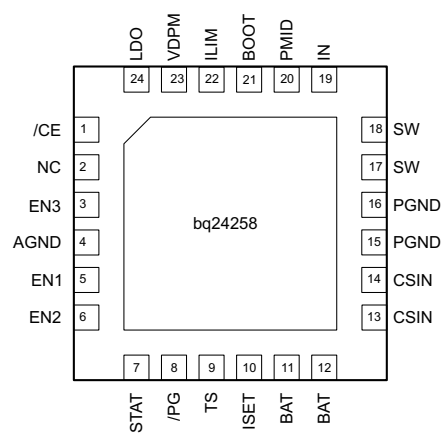 LDO
VDPM
ILIM
BOOT
PMID
IN
24 23 22 21 20 19
/CE 1
18 SW
NC 2
17 SW
EN3 3
16 PGND
bq24258
AGND 4
15 PGND
EN1 5
14 CSIN
EN2 6
13 CSIN
7 8 9 10 11 12
STAT
/PG
TS
ISET
BAT
BAT